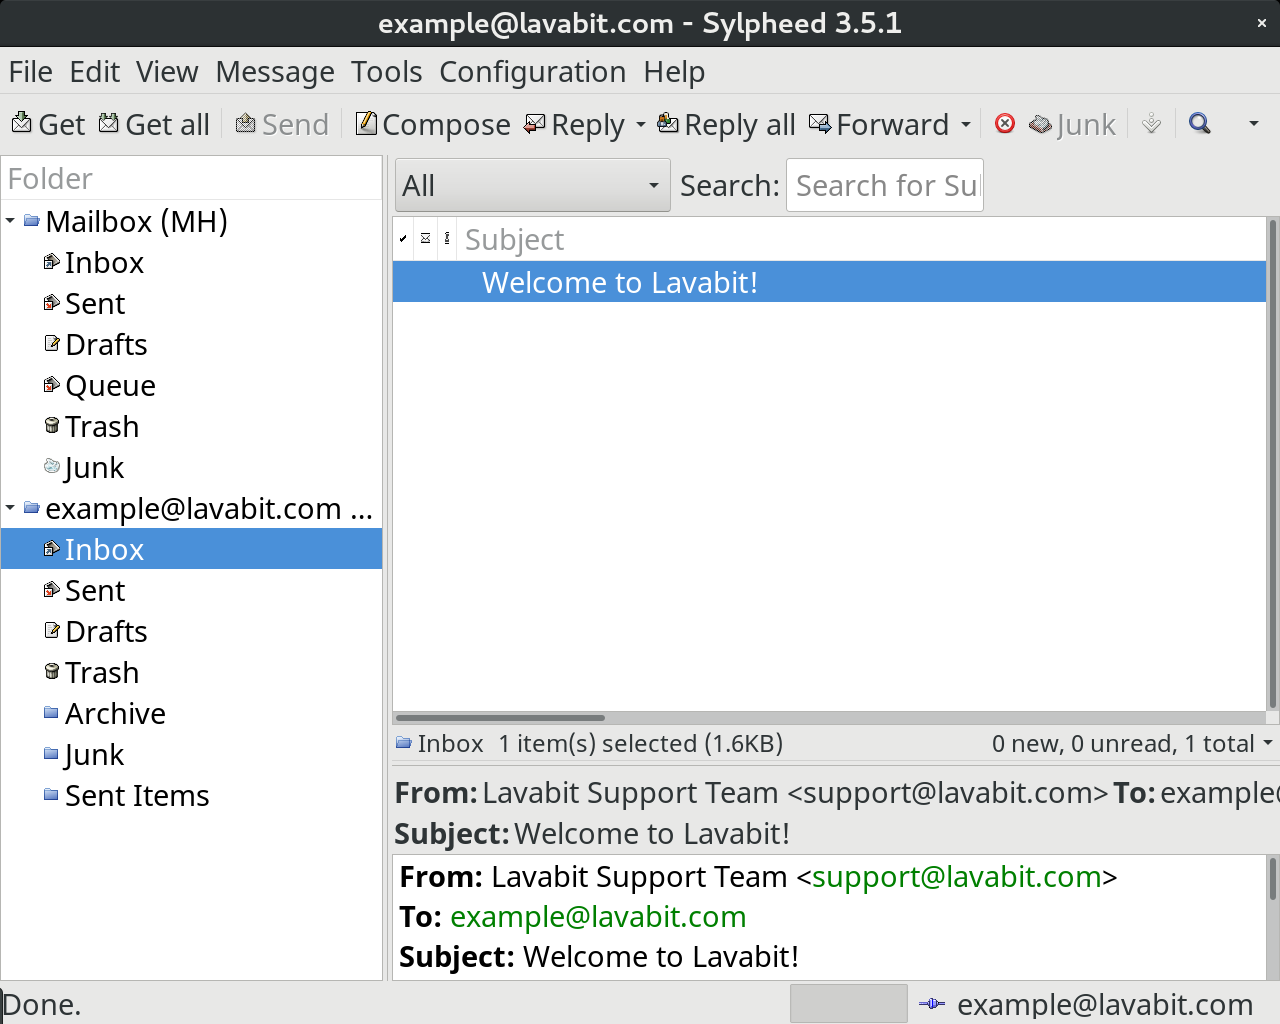 example@lavabit.com - Sylpheed 3.5.1
File Edit View Message Tools Configuration Help
Get Get all Send Compose Reply Reply all Forward Junk
Folder
Mailbox (MH)
Inbox
Sent
Drafts
Queue
Trash
Junk
example@lavabit.com ...
Inbox
Sent
Drafts
Trash
Archive
Junk
Sent Items
All Search: Search for Su
Subject
Welcome to Lavabit!
Inbox 1 item(s) selected (1.6KB) 0 new, 0 unread, 1 total
From: Lavabit Support Team <support@lavabit.com> To: example@
Subject: Welcome to Lavabit!
From: Lavabit Support Team <support@lavabit.com>
To: example@lavabit.com
Subject: Welcome to Lavabit!
Done. example@lavabit.com